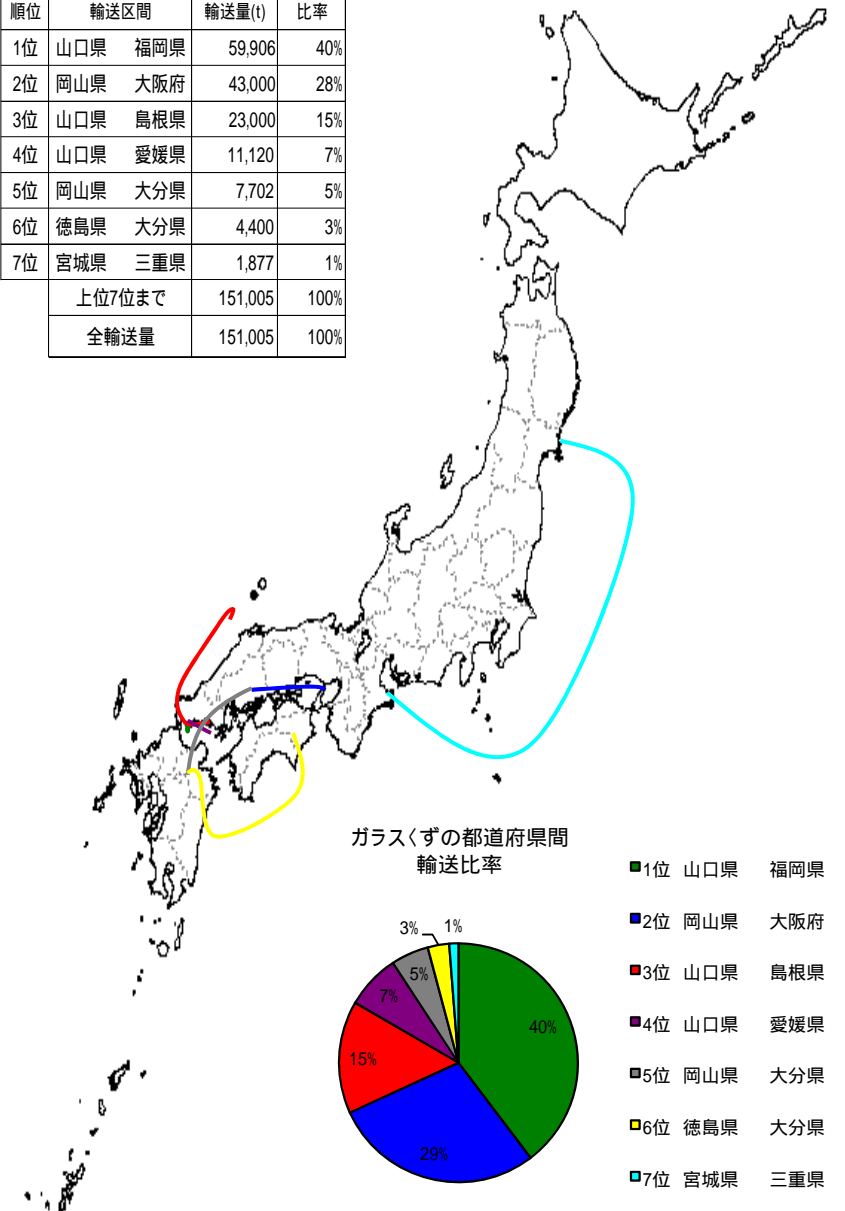 順位 輸送区間 輸送量(t) 比率
1位 山口県 福岡県 59,906 40%
2位 岡山県 大阪府 43,000 28%
3位 山口県 島根県 23,000 15%
4位 山口県 愛媛県 11,120 7%
5位 岡山県 大分県 7,702 5%
6位 徳島県 大分県 4,400 3%
7位 宮城県 三重県 1,877 1%
上位7位まで 151,005 100%
全輸送量 151,005 100%
ガラスくずの都道府県間
輸送比率
3% 1%
5%
7%
40%
15%
29%
1位 山口県 福岡県
2位 岡山県 大阪府
3位 山口県 島根県
4位 山口県 愛媛県
5位 岡山県 大分県
6位 徳島県 大分県
7位 宮城県 三重県